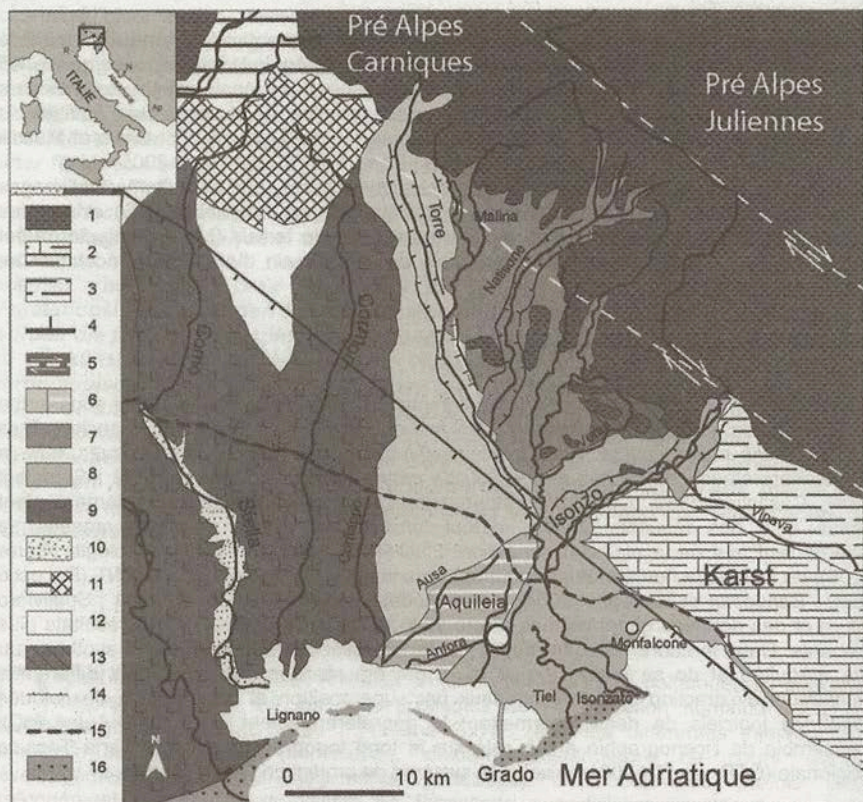 Pré Alpes
Carniques
Pré Alpes
Juliennes
ITALIE
N
1
2
3
4
5
6
7
8
9
10
11
12
13
14
15
16
Torre
Malina
Natisone
Corno
Cormor
Stella
Isonzo
Vipava
Karst
Ausa
Aquileia
Anfora
Monfalcone
Tiel
Isonzato
Lignano
Grado
Mer Adriatique
0 10 km
N